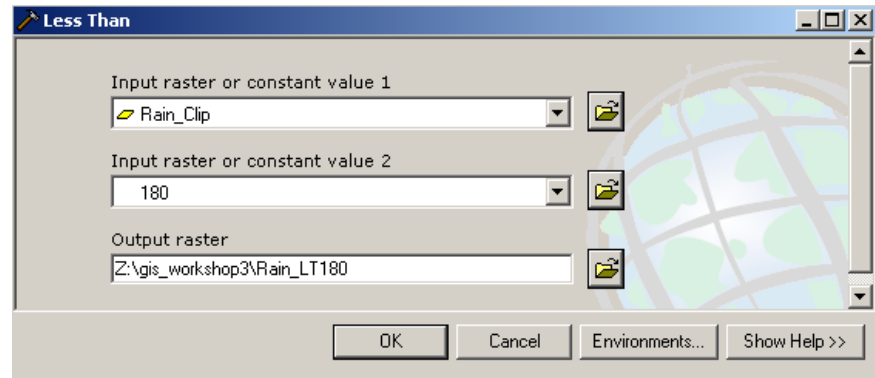 Less Than
Input raster or constant value 1
Rain_Clip
Input raster or constant value 2
180
Output raster
Z:\gis_workshop3\Rain_LT180
OK
Cancel
Environments...
Show Help >>